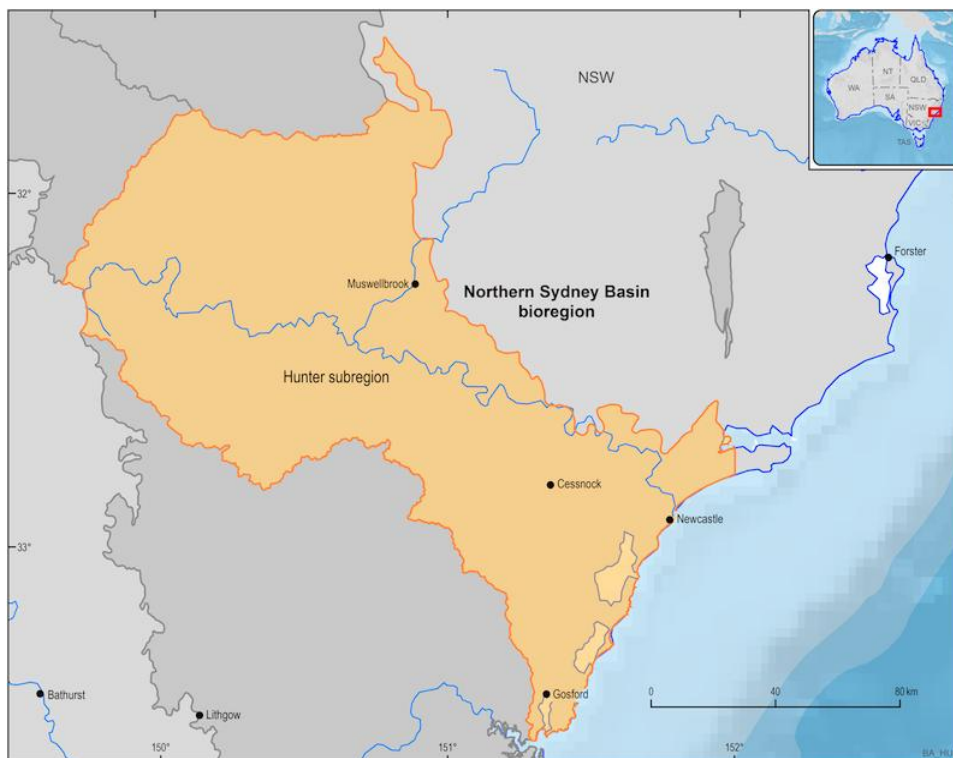 NSW
NT
QLD
WA
SA
NSW
VIC
TAS
32°
Forster
Muswellbrook
Northern Sydney Basin
bioregion
Hunter subregion
Cessnock
Newcastle
33°
Bathurst
Gosford
0
40
80 km
Lithgow
150°
151°
152°
BA_HU